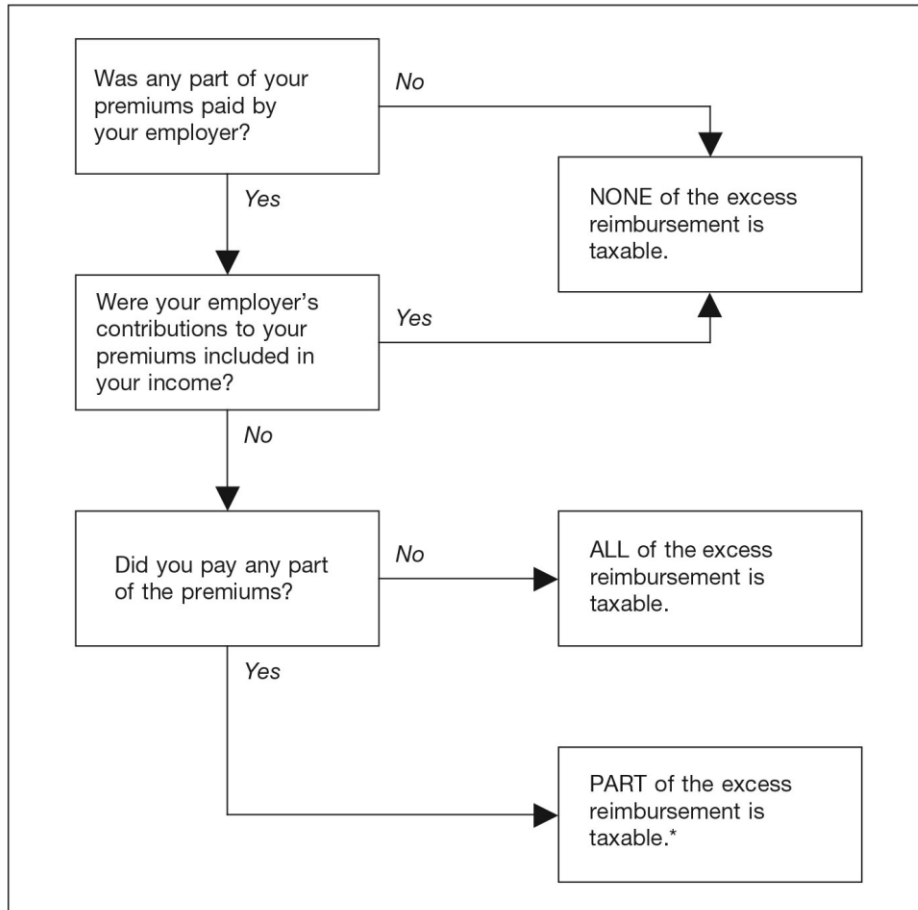 Was any part of your
premiums paid by
your employer?
No
Yes
NONE of the excess
reimbursement is
taxable.
Were your employer’s
contributions to your
premiums included in
your income?
Yes
No
Did you pay any part
of the premiums?
No
ALL of the excess
reimbursement is
taxable.
Yes
PART of the excess
reimbursement is
taxable.*